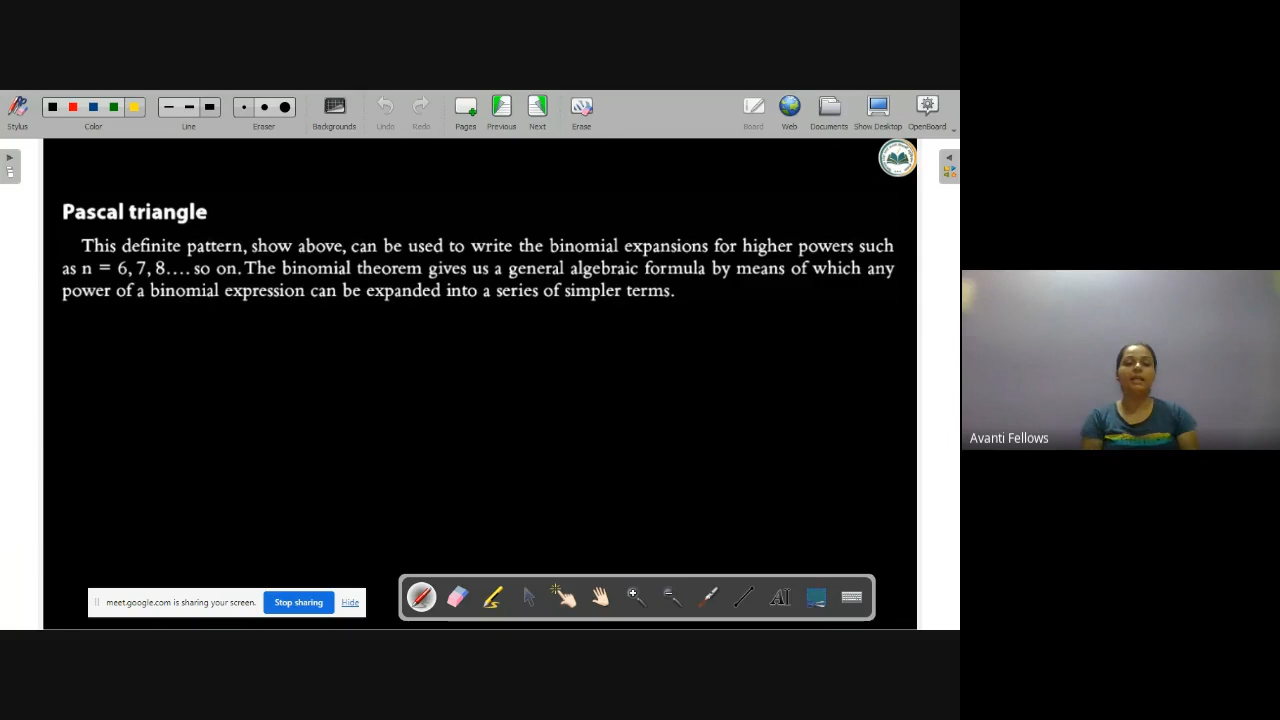 Stylus
Color
Line
Eraser
Backgrounds
Undo
Redo
Pages
Previous
Next
Erase
Board
Web
Documents
Show Desktop
OpenBoard
Pascal triangle
This definite pattern, show above, can be used to write the binomial expansions for higher powers such
as n = 6, 7, 8.... so on. The binomial theorem gives us a general algebraic formula by means of which any
power of a binomial expression can be expanded into a series of simpler terms.
Avanti Fellows
meet.google.com is sharing your screen.
Stop sharing
Hide
AI